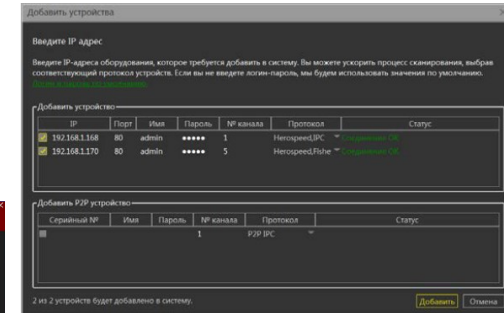 Добавить устройства
Введите IP адрес
Введите IP-адреса оборудования, которое требуется добавить в систему. Вы можете ускорить процесс сканирования, выбрав
соответствующий протокол устройств. Если вы не введете логин-пароль, мы будем использовать значения по умолчанию.
Добавить устройство
IP Порт Имя Пароль № канала Протокол Статус
192.168.1.168 80 admin ●●●●● 1 Herospeed,IPC Соединение OK
192.168.1.170 80 admin ●●●●● 5 Herospeed,Fishe Соединение OK
Добавить P2P устройство
Серийный № Имя Пароль № канала Протокол Статус
1 P2P IPC
2 из 2 устройств будет добавлено в систему.
Добавить Отмена